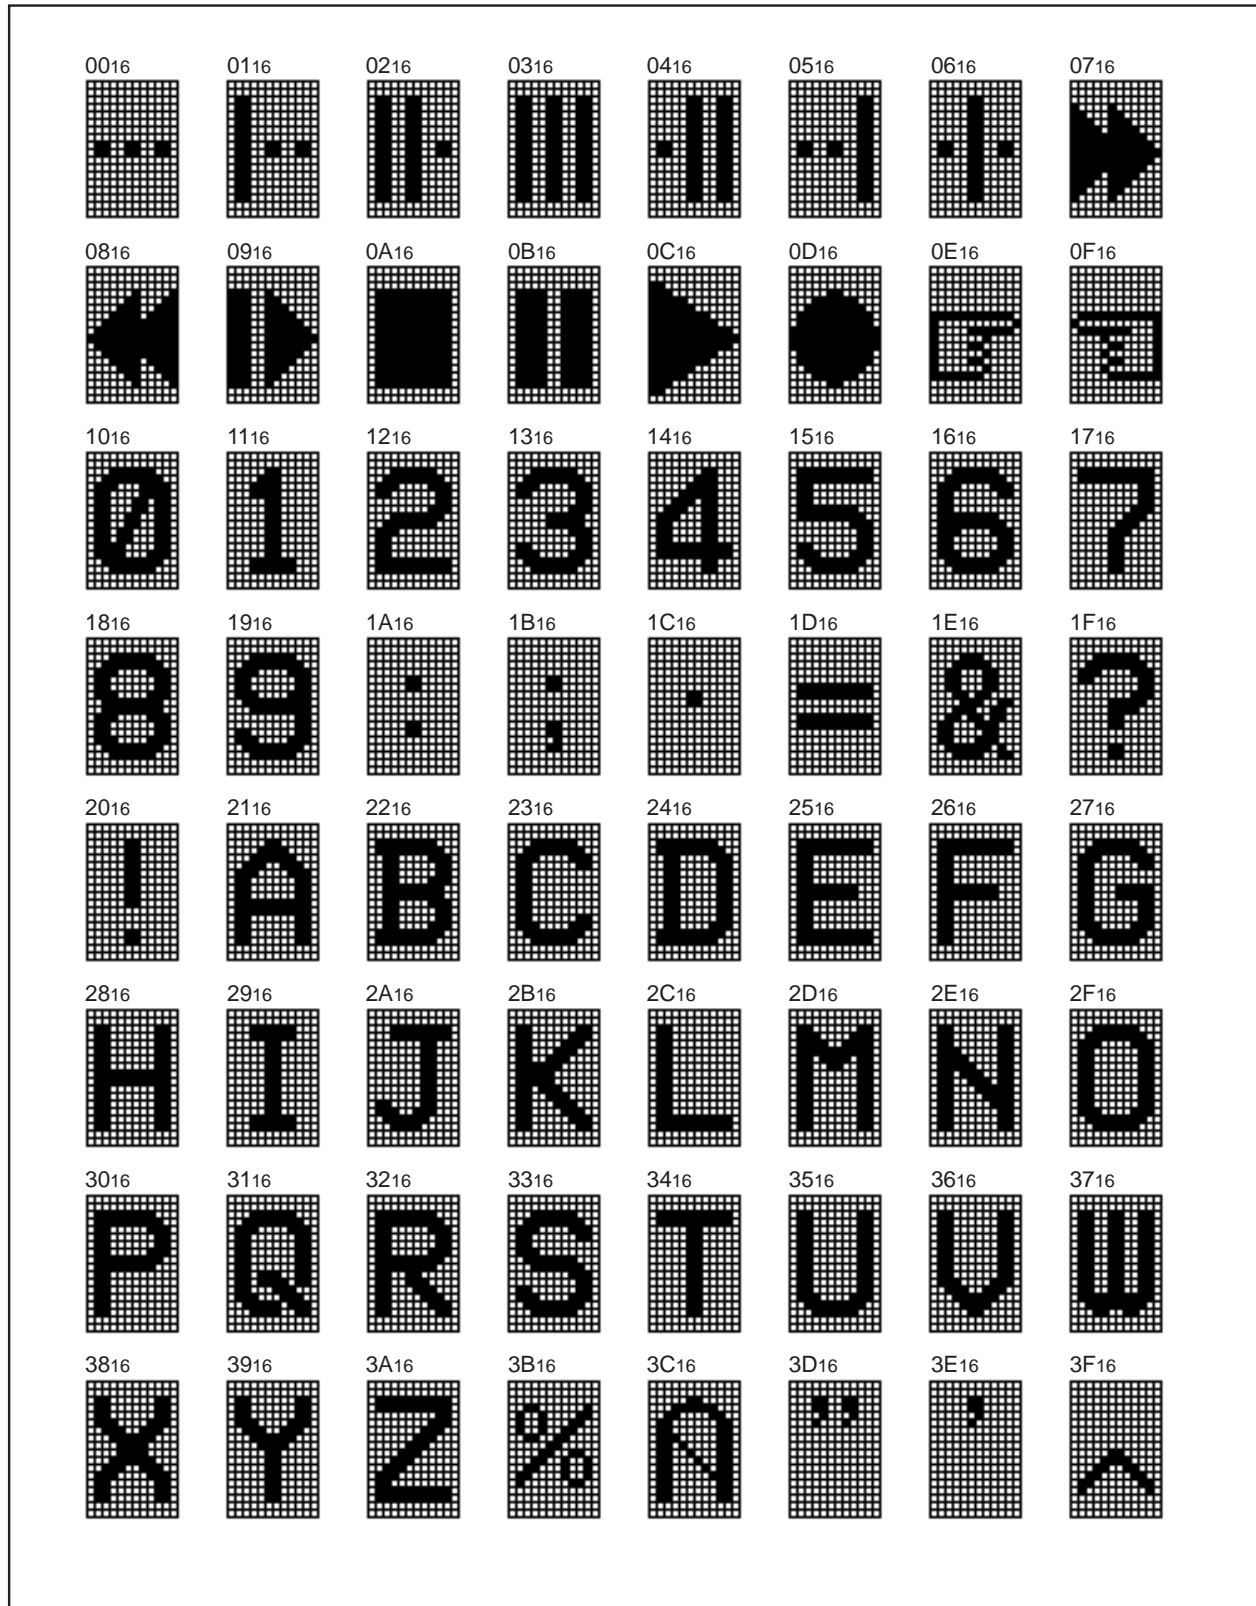 00₁₆ 01₁₆ 02₁₆ 03₁₆ 04₁₆ 05₁₆ 06₁₆ 07₁₆
08₁₆ 09₁₆ 0A₁₆ 0B₁₆ 0C₁₆ 0D₁₆ 0E₁₆ 0F₁₆
10₁₆ 11₁₆ 12₁₆ 13₁₆ 14₁₆ 15₁₆ 16₁₆ 17₁₆
0 1 2 3 4 5 6 7
18₁₆ 19₁₆ 1A₁₆ 1B₁₆ 1C₁₆ 1D₁₆ 1E₁₆ 1F₁₆
8 9 : ; · = & ?
20₁₆ 21₁₆ 22₁₆ 23₁₆ 24₁₆ 25₁₆ 26₁₆ 27₁₆
! A B C D E F G
28₁₆ 29₁₆ 2A₁₆ 2B₁₆ 2C₁₆ 2D₁₆ 2E₁₆ 2F₁₆
H I J K L M N O
30₁₆ 31₁₆ 32₁₆ 33₁₆ 34₁₆ 35₁₆ 36₁₆ 37₁₆
P Q R S T U V W
38₁₆ 39₁₆ 3A₁₆ 3B₁₆ 3C₁₆ 3D₁₆ 3E₁₆ 3F₁₆
X Y Z % ” ’